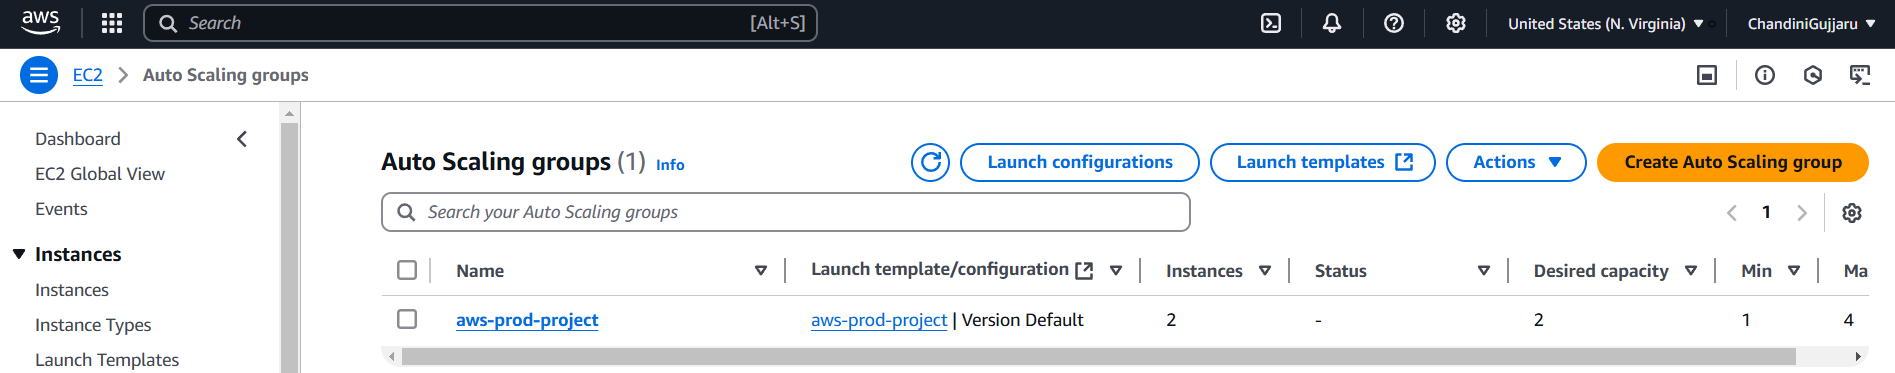 aws Search [Alt+S] United States (N. Virginia) ChandiniGujjaru
EC2 Auto Scaling groups
Dashboard
EC2 Global View
Events
Instances
Instances
Instance Types
Launch Templates
Auto Scaling groups (1) Info Launch configurations Launch templates Actions Create Auto Scaling group
Search your Auto Scaling groups 1
Name Launch template/configuration Instances Status Desired capacity Min Ma
aws-prod-project aws-prod-project | Version Default 2 - 2 1 4